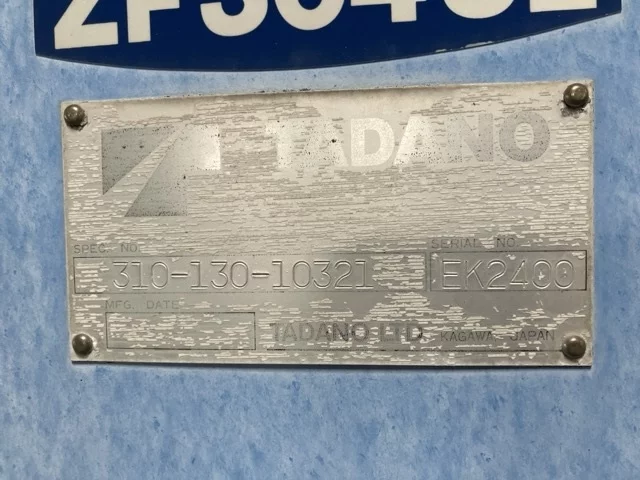 TADANO
SPEC. NO. SERIAL NO.
310-130-10321 EK2400
MFG. DATE
TADANO LTD. KAGAWA, JAPAN